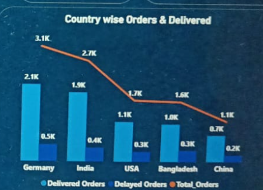 Country wise Orders & Delivered
3.1K
2.7K
2.1K
1.9K
1.7K
1.6K
1.1K
1.1K
1.0K
0.7K
0.5K
0.4K
0.3K
0.3K
0.2K
Germany India USA Bangladesh China
Delivered Orders Delayed Orders Total_Orders